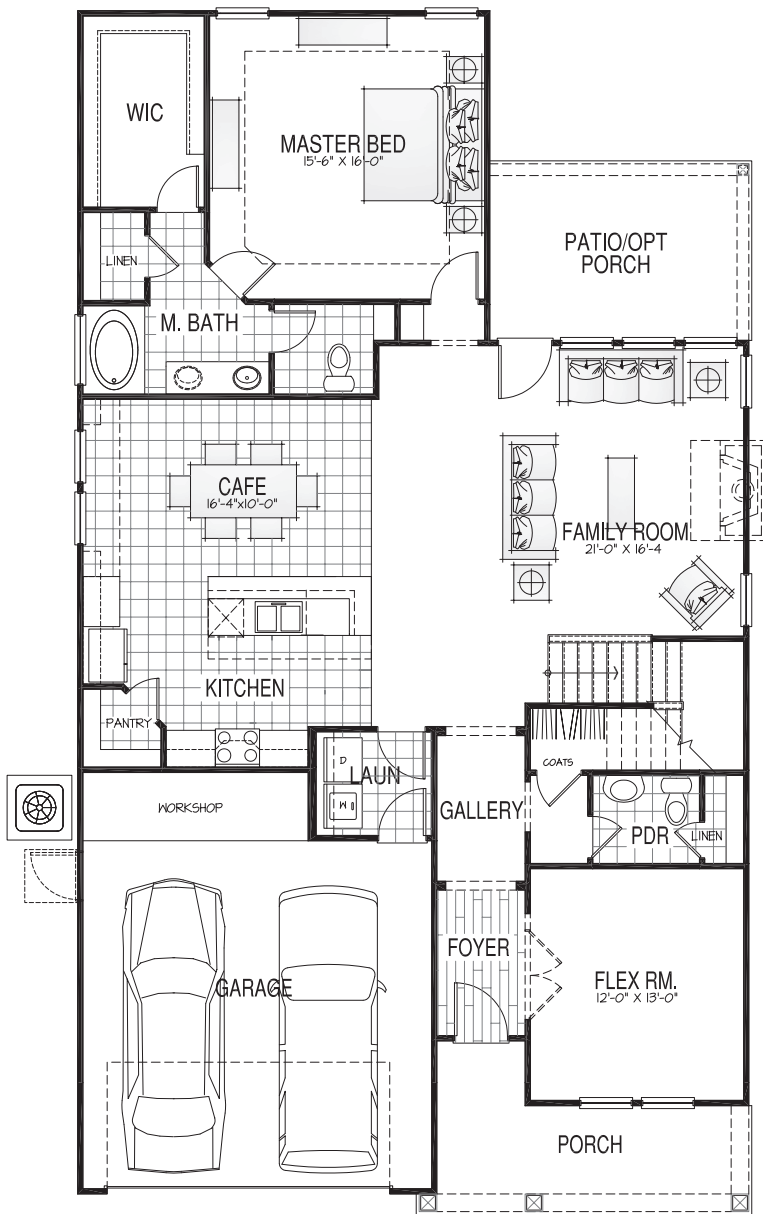 WIC
MASTER BED
15'-6" X 16'-0"
PATIO/OPT
PORCH
LINEN
M. BATH
CAFE
16'-4"x10'-0"
FAMILY ROOM
21'-0" X 16'-4
KITCHEN
PANTRY
D
LAUN
W
COATS
WORKSHOP
GALLERY
PDR
LINEN
FOYER
FLEX RM.
12'-0" X 13'-0"
GARAGE
PORCH